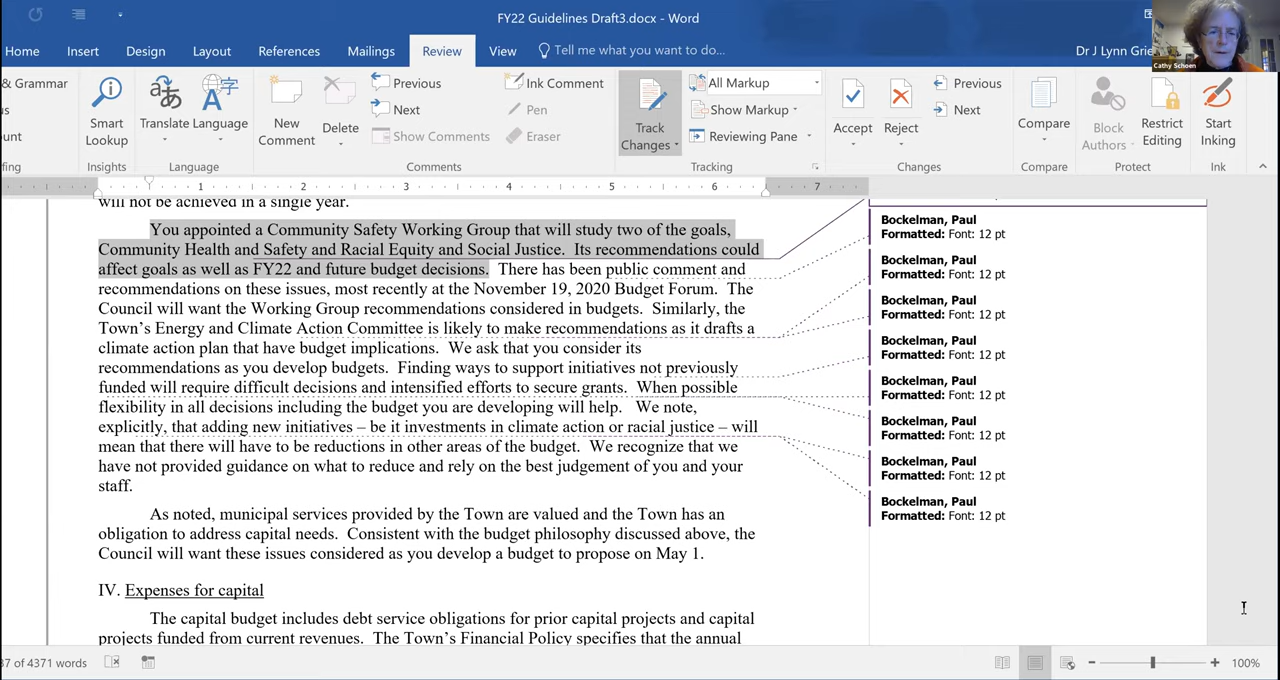 FY22 Guidelines Draft3.docx - Word
Home Insert Design Layout References Mailings Review View Tell me what you want to do... Dr J Lynn Grie
Cathy Schoen
& Grammar
Smart Lookup
Insights
Translate Language
Language
New Comment
Delete
Previous
Next
Show Comments
Ink Comment
Pen
Eraser
Comments
Track Changes
All Markup
Show Markup
Reviewing Pane
Tracking
Accept
Reject
Previous
Next
Changes
Compare
Compare
Block Authors
Restrict Editing
Protect
Start Inking
Ink
1 2 3 4 5 6 7
will not be achieved in a single year.
You appointed a Community Safety Working Group that will study two of the goals,
Community Health and Safety and Racial Equity and Social Justice. Its recommendations could
affect goals as well as FY22 and future budget decisions. There has been public comment and
recommendations on these issues, most recently at the November 19, 2020 Budget Forum. The
Council will want the Working Group recommendations considered in budgets. Similarly, the
Town's Energy and Climate Action Committee is likely to make recommendations as it drafts a
climate action plan that have budget implications. We ask that you consider its
recommendations as you develop budgets. Finding ways to support initiatives not previously
funded will require difficult decisions and intensified efforts to secure grants. When possible
flexibility in all decisions including the budget you are developing will help. We note,
explicitly, that adding new initiatives – be it investments in climate action or racial justice – will
mean that there will have to be reductions in other areas of the budget. We recognize that we
have not provided guidance on what to reduce and rely on the best judgement of you and your
staff.
As noted, municipal services provided by the Town are valued and the Town has an
obligation to address capital needs. Consistent with the budget philosophy discussed above, the
Council will want these issues considered as you develop a budget to propose on May 1.
IV. Expenses for capital
The capital budget includes debt service obligations for prior capital projects and capital
projects funded from current revenues. The Town's Financial Policy specifies that the annual
Bockelman, Paul
Formatted: Font: 12 pt
Bockelman, Paul
Formatted: Font: 12 pt
Bockelman, Paul
Formatted: Font: 12 pt
Bockelman, Paul
Formatted: Font: 12 pt
Bockelman, Paul
Formatted: Font: 12 pt
Bockelman, Paul
Formatted: Font: 12 pt
Bockelman, Paul
Formatted: Font: 12 pt
Bockelman, Paul
Formatted: Font: 12 pt
37 of 4371 words
100%